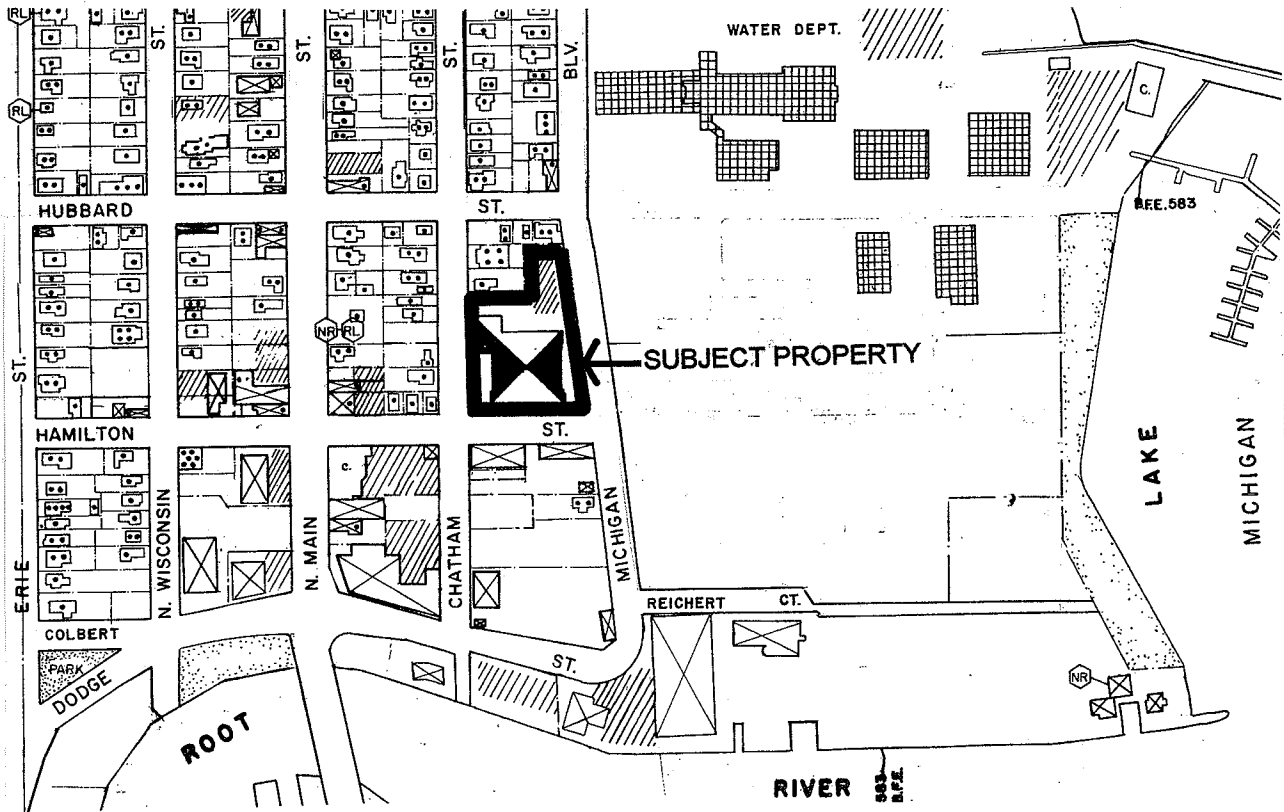 RL
ST.
ST.
ST.
BLV.
WATER DEPT.
C.
RL
B.F.E. 583
HUBBARD
ST.
NR
RL
SUBJECT PROPERTY
ST.
HAMILTON
ST.
C.
LAKE
MICHIGAN
ERIE
N. WISCONSIN
N. MAIN
CHATHAM
MICHIGAN
REICHERT CT.
COLBERT
ST.
PARK
DODGE
NR
ROOT
RIVER
583
B.F.E.